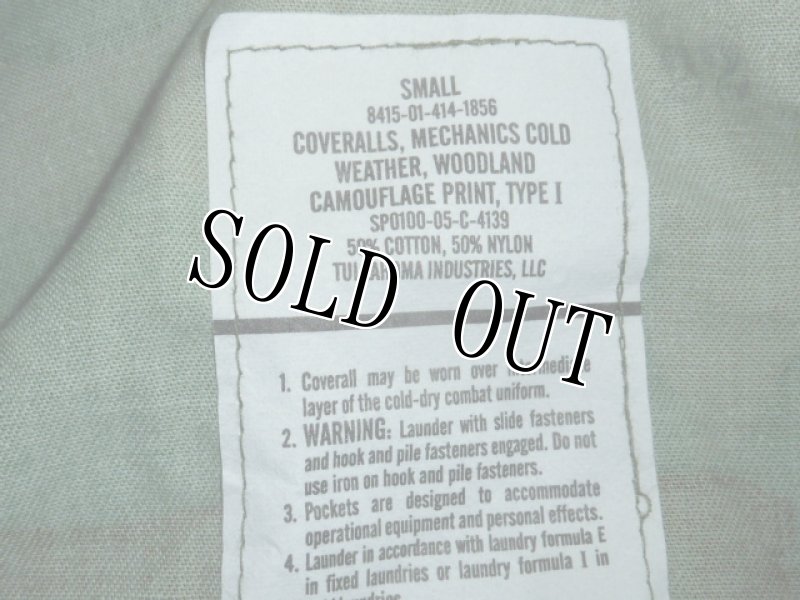 SMALL
8415-01-414-1856
COVERALLS, MECHANICS COLD
WEATHER, WOODLAND
CAMOUFLAGE PRINT, TYPE I
SPO100-05-C-4139
50% COTTON, 50% NYLON
INDUSTRIES, LLC
SOLD OUT
1. Coverall may be worn over intermediate
layer of the cold-dry combat uniform.
2. WARNING: Launder with slide fasteners
and hook and pile fasteners engaged. Do not
use iron on hook and pile fasteners.
3. Pockets are designed to accommodate
operational equipment and personal effects.
4. Launder in accordance with laundry formula E
in fixed laundries or laundry formula I in